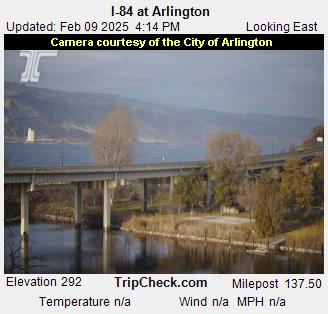 I-84 at Arlington
Updated: Feb 09 2025 4:14 PM Looking East
Camera courtesy of the City of Arlington
Elevation 292 TripCheck.com Milepost 137.50
Temperature n/a Wind n/a MPH n/a